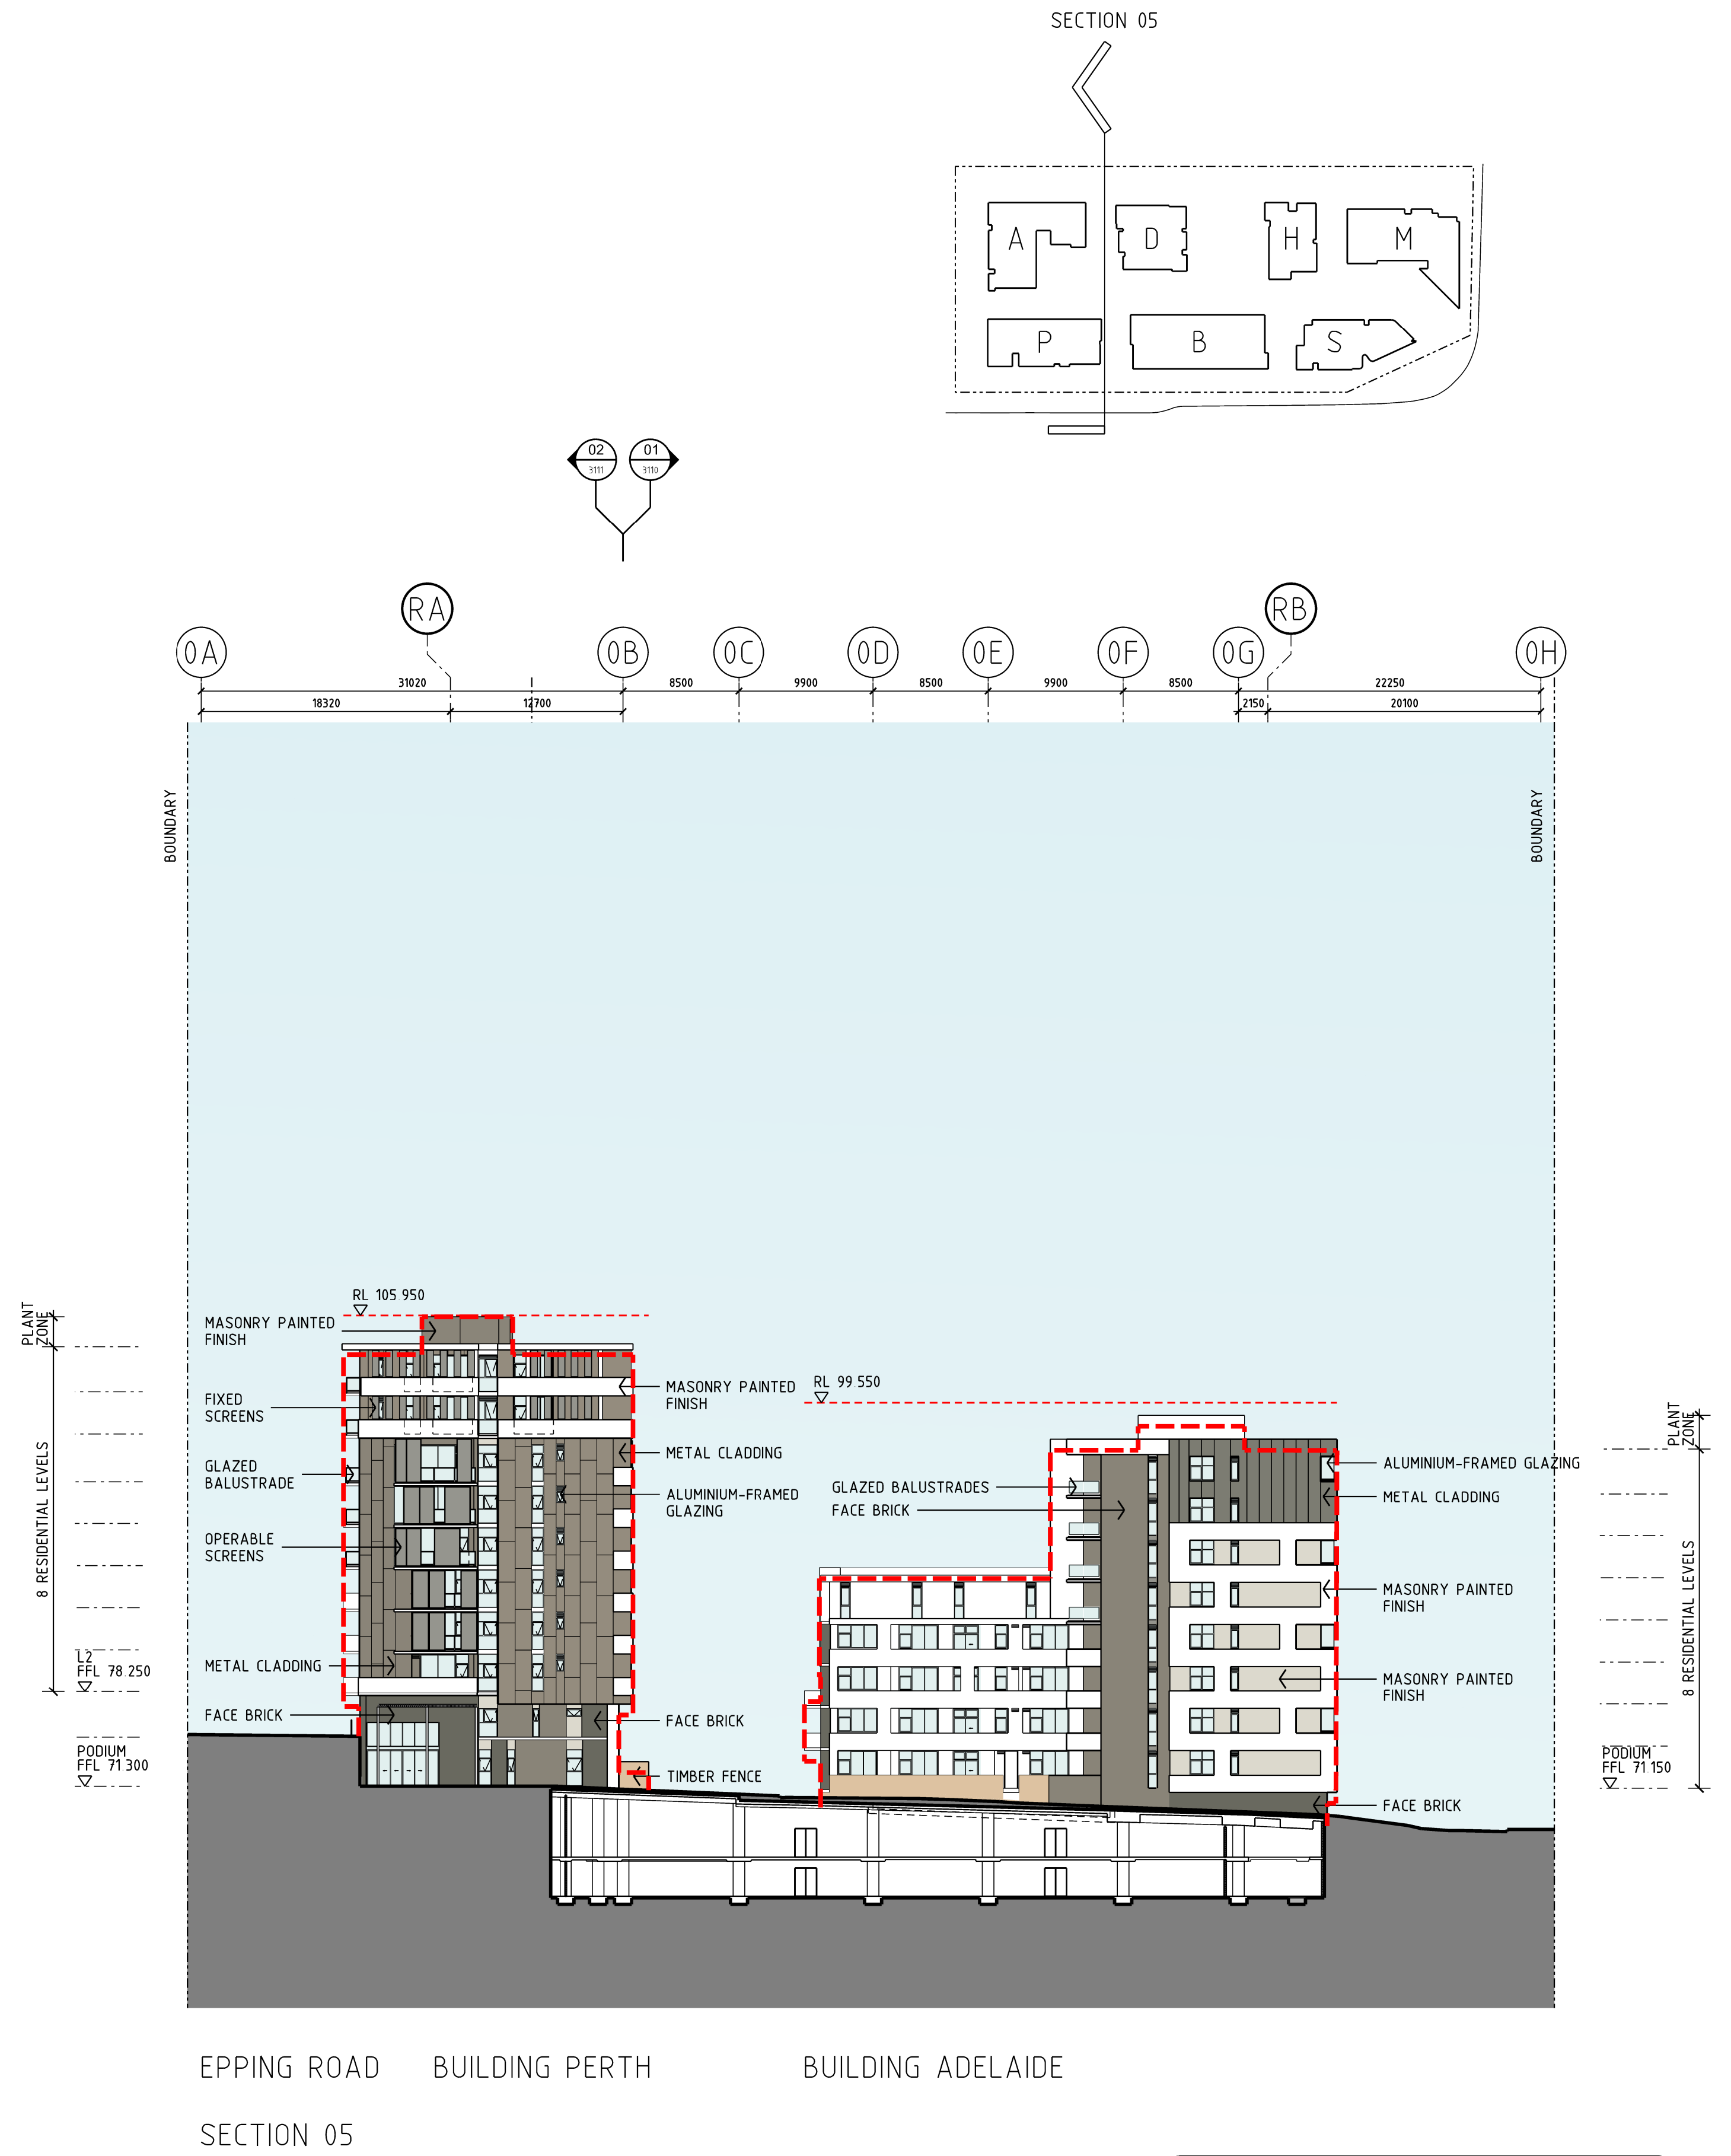 SECTION 05
A
D
H
M
P
B
S
02
3111
01
3110
RA
RB
0A
0B
0C
0D
0E
0F
0G
0H
31020
8500
9900
8500
9900
8500
22250
18320
12700
2150
20100
BOUNDARY
BOUNDARY
PLANT
ZONE
8 RESIDENTIAL LEVELS
RL 105.950
MASONRY PAINTED
FINISH
FIXED
SCREENS
GLAZED
BALUSTRADE
OPERABLE
SCREENS
METAL CLADDING
FACE BRICK
L2
FFL 78.250
PODIUM
FFL 71.300
MASONRY PAINTED
FINISH
METAL CLADDING
ALUMINIUM-FRAMED
GLAZING
FACE BRICK
TIMBER FENCE
RL 99.550
GLAZED BALUSTRADES
FACE BRICK
ALUMINIUM-FRAMED GLAZING
METAL CLADDING
MASONRY PAINTED
FINISH
MASONRY PAINTED
FINISH
FACE BRICK
PLANT
ZONE
8 RESIDENTIAL LEVELS
PODIUM
FFL 71.150
EPPING ROAD
BUILDING PERTH
BUILDING ADELAIDE
SECTION 05